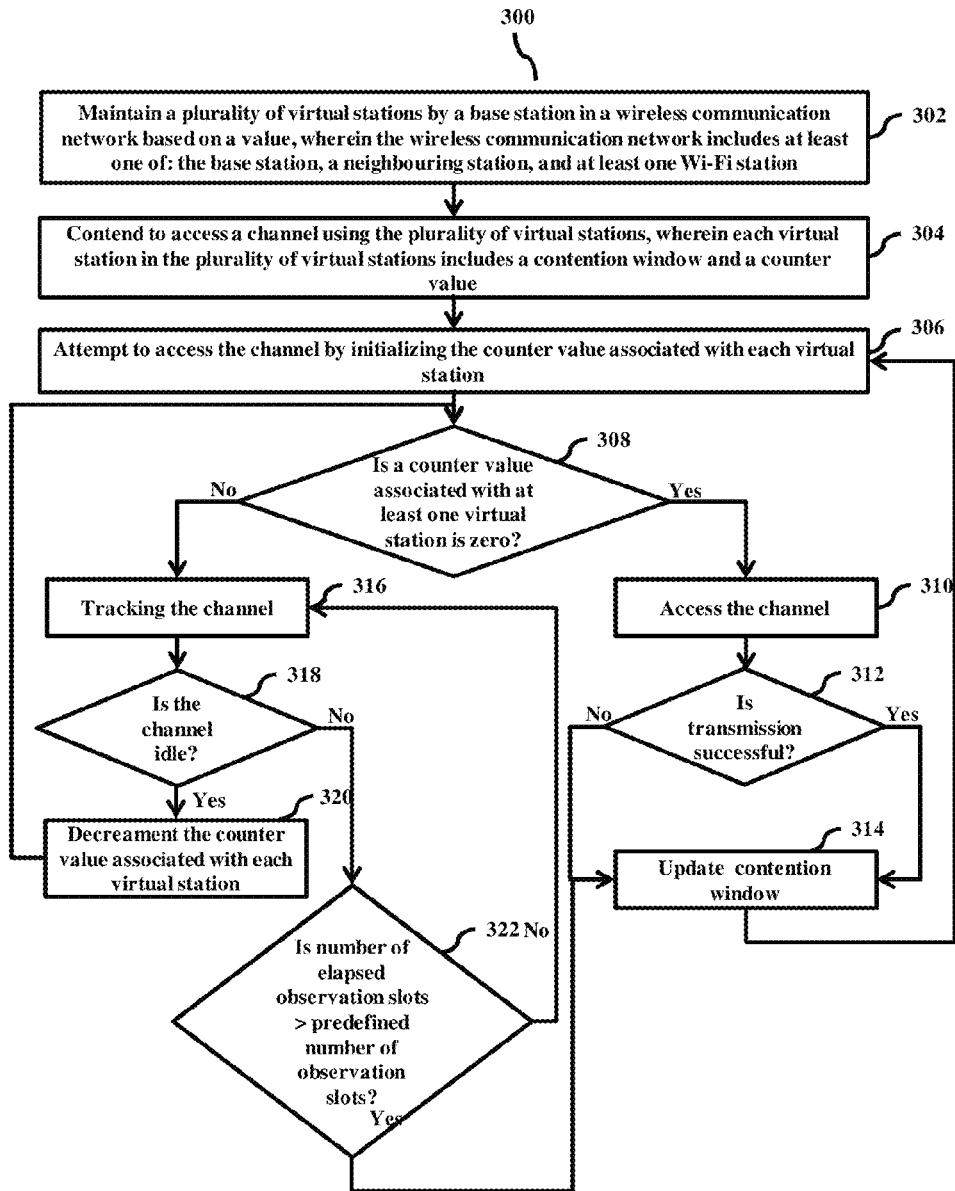 300
Maintain a plurality of virtual stations by a base station in a wireless communication
network based on a value, wherein the wireless communication network includes at least
one of: the base station, a neighbouring station, and at least one Wi-Fi station
302
Contend to access a channel using the plurality of virtual stations, wherein each virtual
station in the plurality of virtual stations includes a contention window and a counter
value
304
306
Attempt to access the channel by initializing the counter value associated with each virtual
station
308
Is a counter value
associated with at
least one virtual
station is zero?
No
Yes
316
Tracking the channel
310
Access the channel
318
Is the
channel
idle?
No
Yes
312
Is
transmission
successful?
No
Yes
320
Decreament the counter
value associated with each
virtual station
314
Update contention
window
322 No
Is number of
elapsed
observation slots
> predefined
number of
observation
slots?
Yes